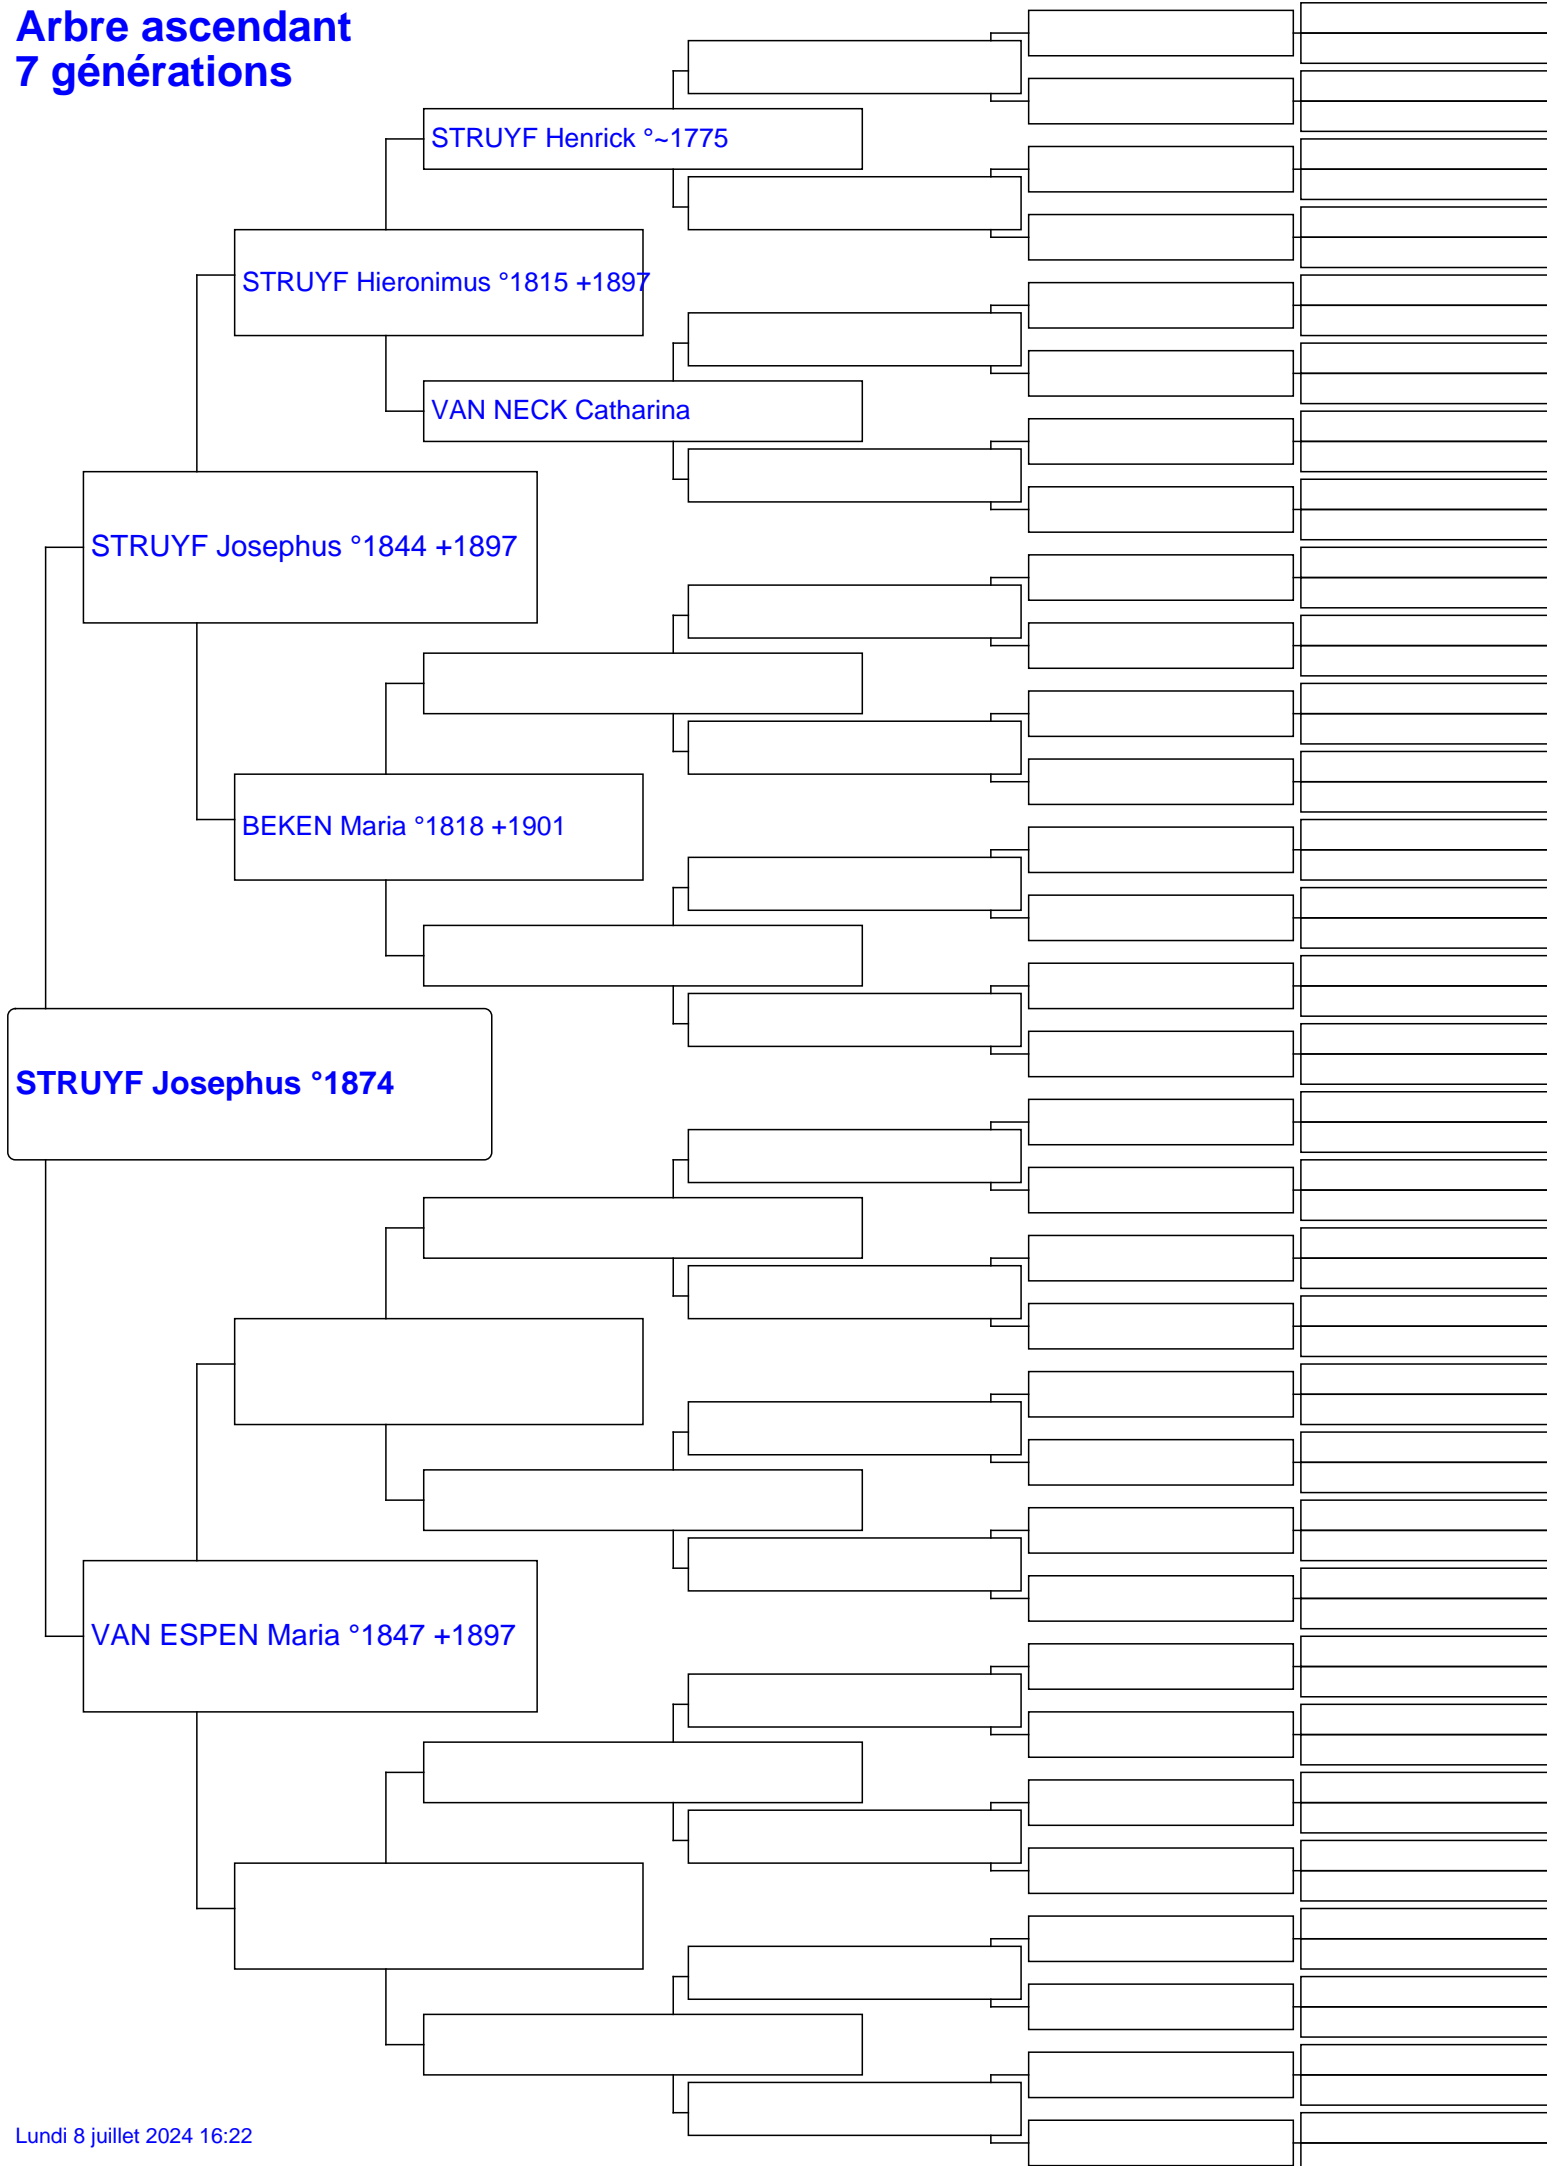 Arbre ascendant
7 générations
STRUYF Henrick °~1775
STRUYF Hieronimus °1815 +1897
VAN NECK Catharina
STRUYF Josephus °1844 +1897
BEKEN Maria °1818 +1901
STRUYF Josephus °1874
VAN ESPEN Maria °1847 +1897
Lundi 8 juillet 2024 16:22